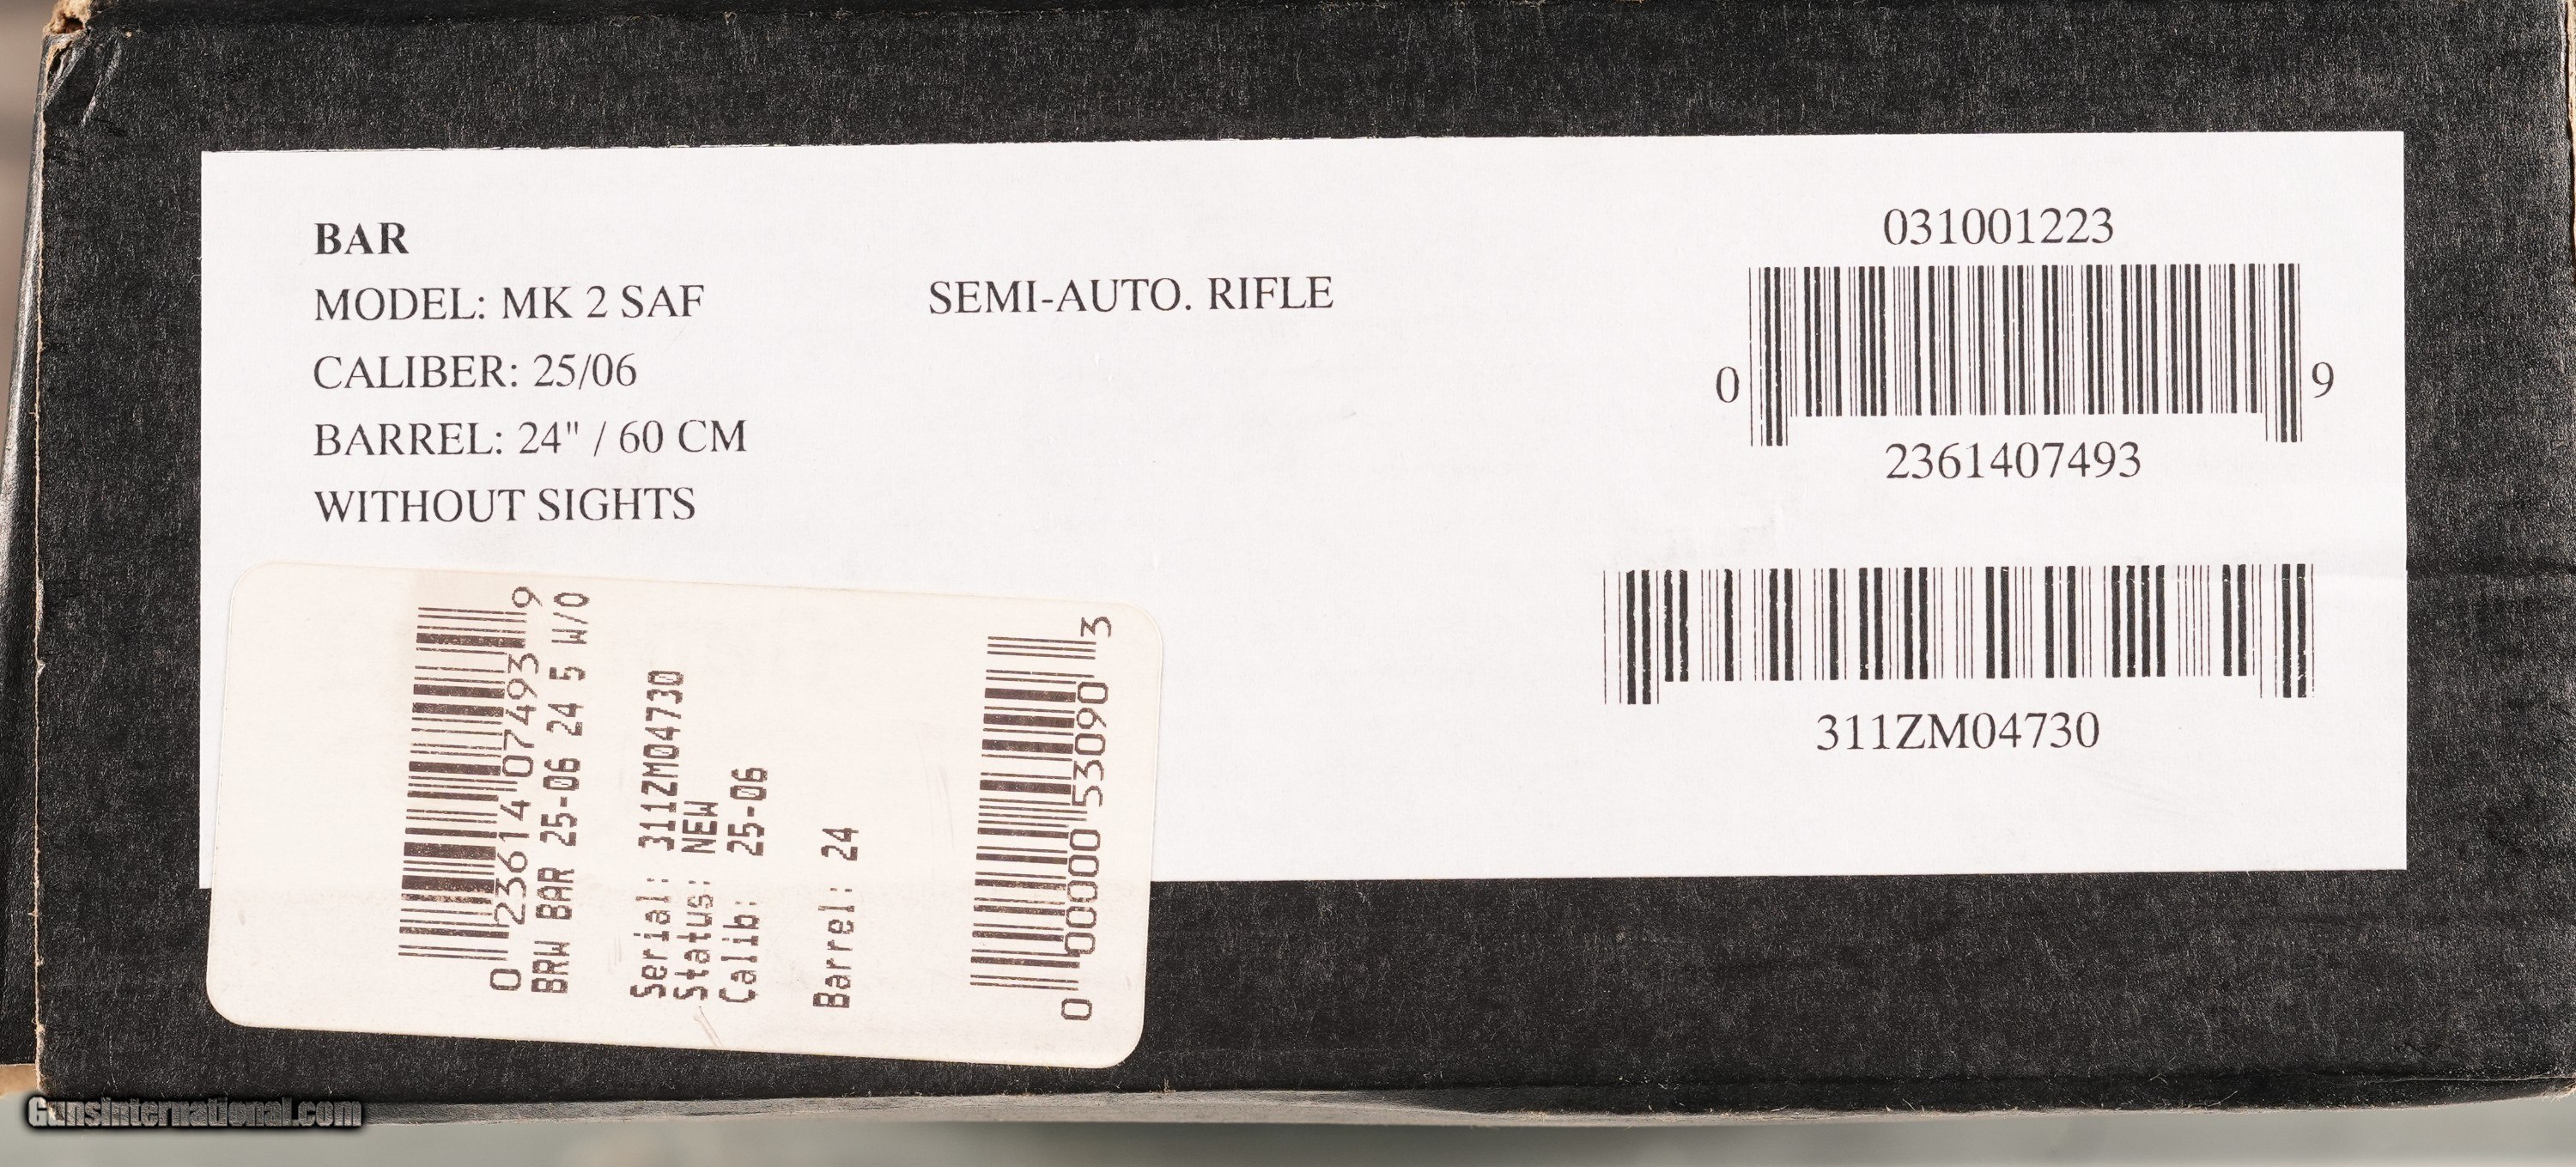 BAR
MODEL: MK 2 SAF
SEMI-AUTO. RIFLE
CALIBER: 25/06
BARREL: 24" / 60 CM
WITHOUT SIGHTS
031001223
0 9
2361407493
311ZM04730
0 23614 07493 9
BRW BAR 25-06 24 5 W/O
Serial: 311ZM04730
Status: NEW
Calib: 25-06
Barrel: 24
0 00000 53090 3
GunsInternational.com